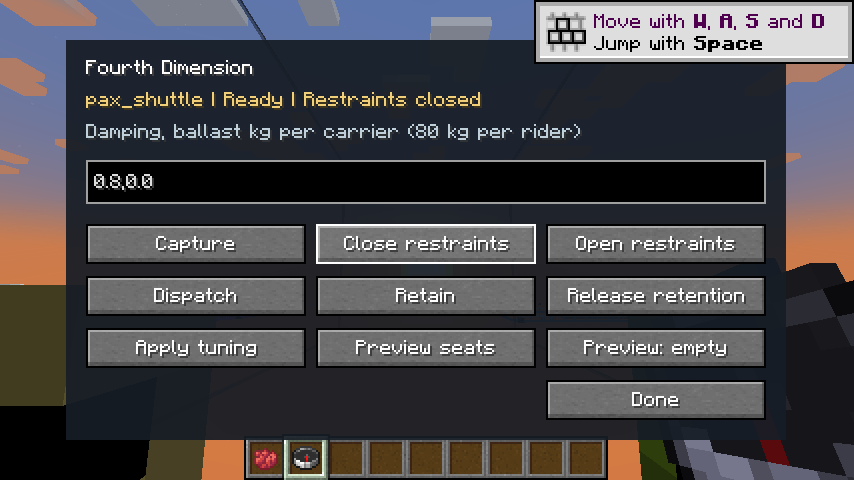 Move with W, A, S and D
Jump with Space
Fourth Dimension
pax_shuttle | Ready | Restraints closed
Damping, ballast kg per carrier (80 kg per rider)
0.8,0.0
Capture
Close restraints
Open restraints
Dispatch
Retain
Release retention
Apply tuning
Preview seats
Preview: empty
Done